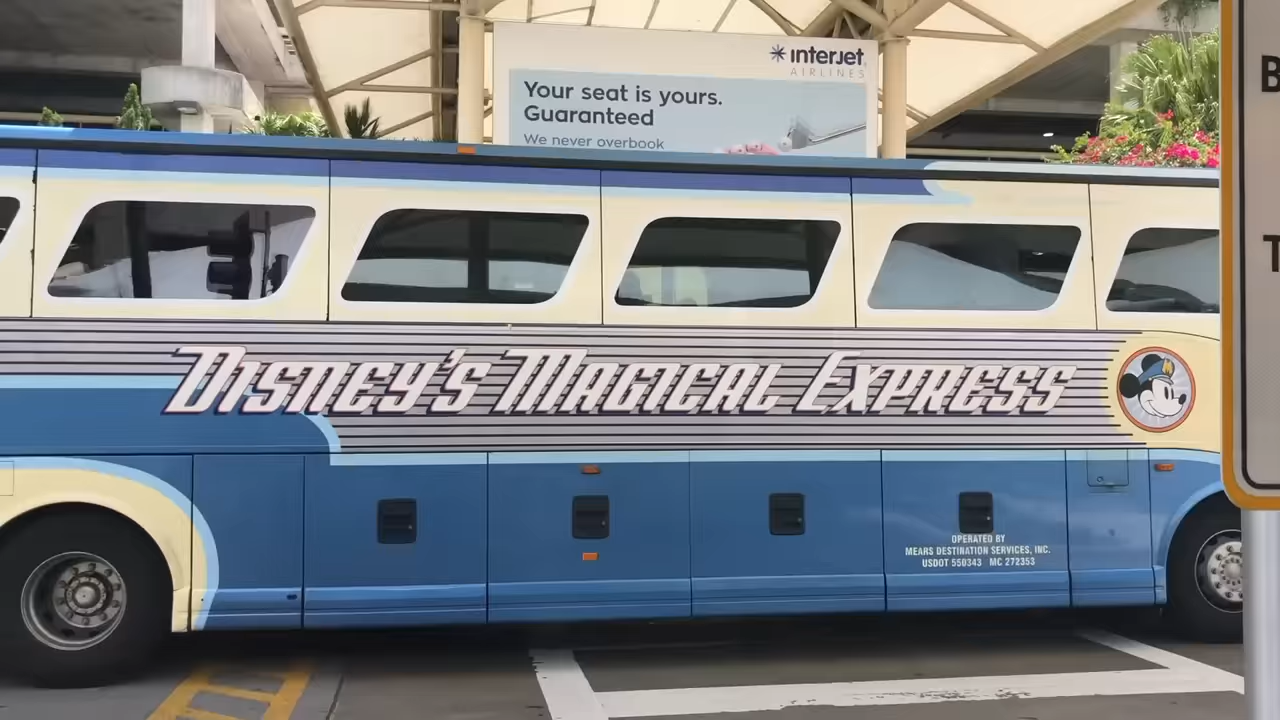 interjet
AIRLINES
Your seat is yours.
Guaranteed
We never overbook
B
T
DISNEY'S MAGICAL EXPRESS
OPERATED BY
MEARS DESTINATION SERVICES, INC.
USDOT 550343 MC 272353